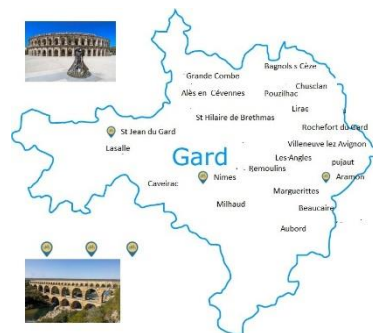 Bagnols s Cèze
Grande Combe
Chusclan
Alès en Cévennes
Pouzilhac
Lirac
St Hilaire de Brethmas
Rochefort du Gard
St Jean du Gard
Villeneuve lez Avignon
Lasalle
Gard
Les Angles
pujaut
Remoulins
Nimes
Aramon
Caveirac
Marguerittes
Milhaud
Beaucaire
Aubord